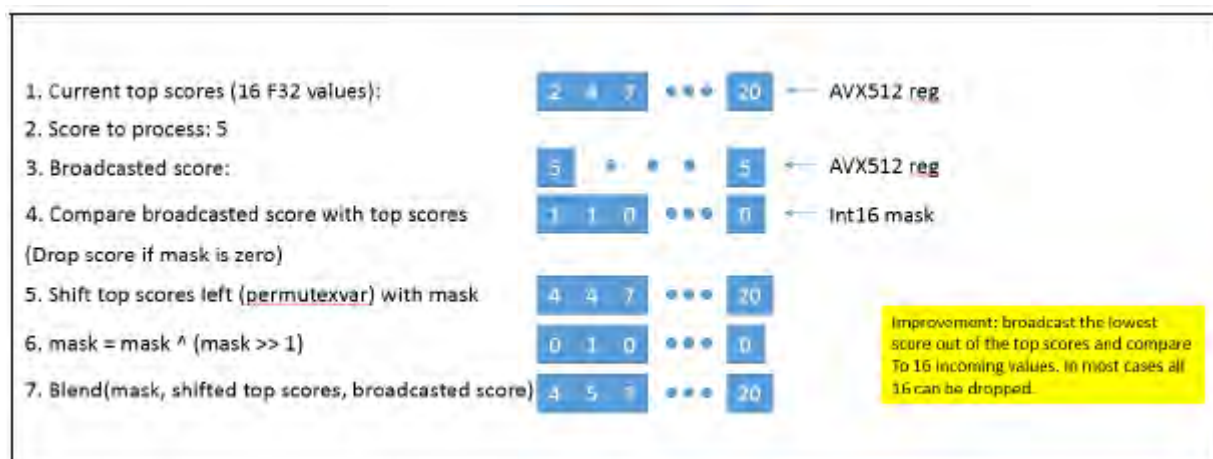 1. Current top scores (16 F32 values): 2 4 7 ••• 20 ← AVX512 reg
2. Score to process: 5
3. Broadcasted score: 5 • • • 5 ← AVX512 reg
4. Compare broadcasted score with top scores 1 1 0 ••• 0 ← Int16 mask
(Drop score if mask is zero)
5. Shift top scores left (permutexvar) with mask 4 4 7 ••• 20
6. mask = mask ^ (mask >> 1) 0 1 0 ••• 0
7. Blend(mask, shifted top scores, broadcasted score) 4 5 7 ••• 20
Improvement: broadcast the lowest
score out of the top scores and compare
To 16 incoming values. In most cases all
16 can be dropped.